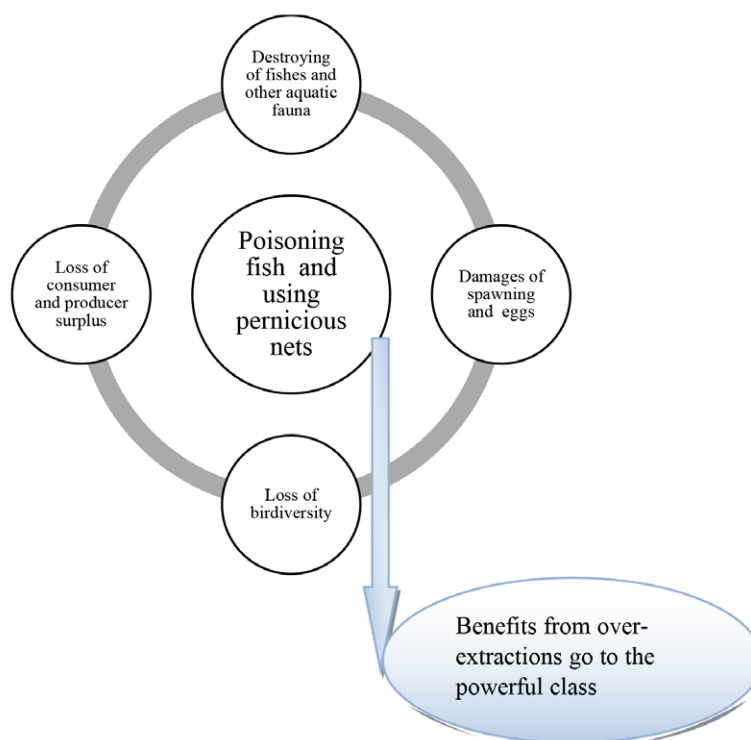 Destroying
of fishes and
other aquatic
fauna
Loss of
consumer
and producer
surplus
Poisoning
fish and
using
pernicious
nets
Damages of
spawning
and eggs
Loss of
birdiversity
Benefits from over-
extractions go to the
powerful class